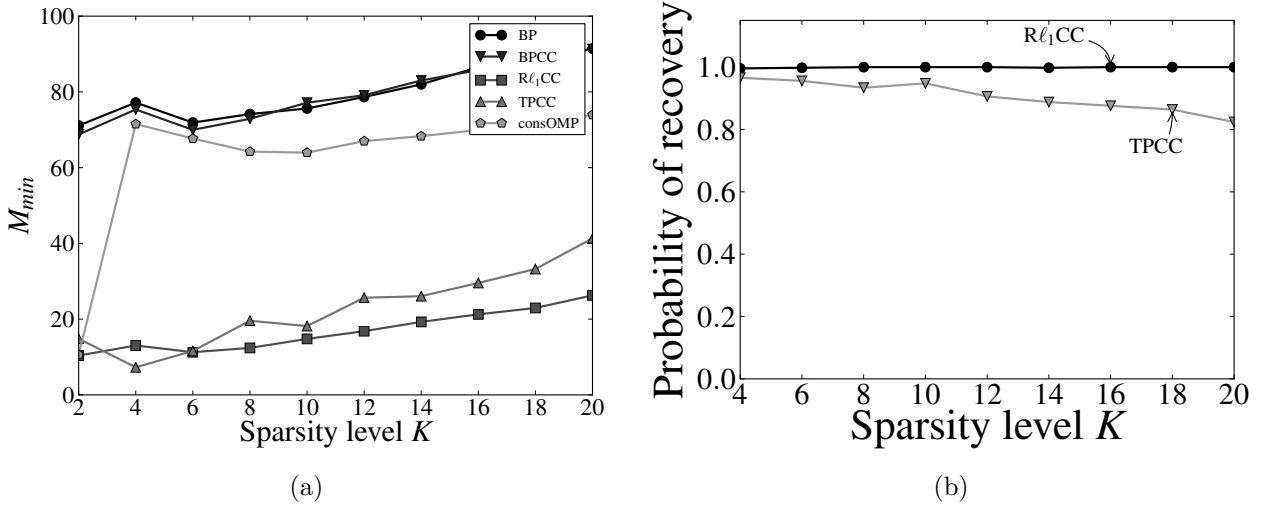 100
80
60
40
20
0
M_min
2 4 6 8 10 12 14 16 18 20
Sparsity level K
BP
BPCC
Rℓ₁CC
TPCC
consOMP
(a)
Probability of recovery
1.0
0.8
0.6
0.4
0.2
0.0
Rℓ₁CC
TPCC
4 6 8 10 12 14 16 18 20
Sparsity level K
(b)